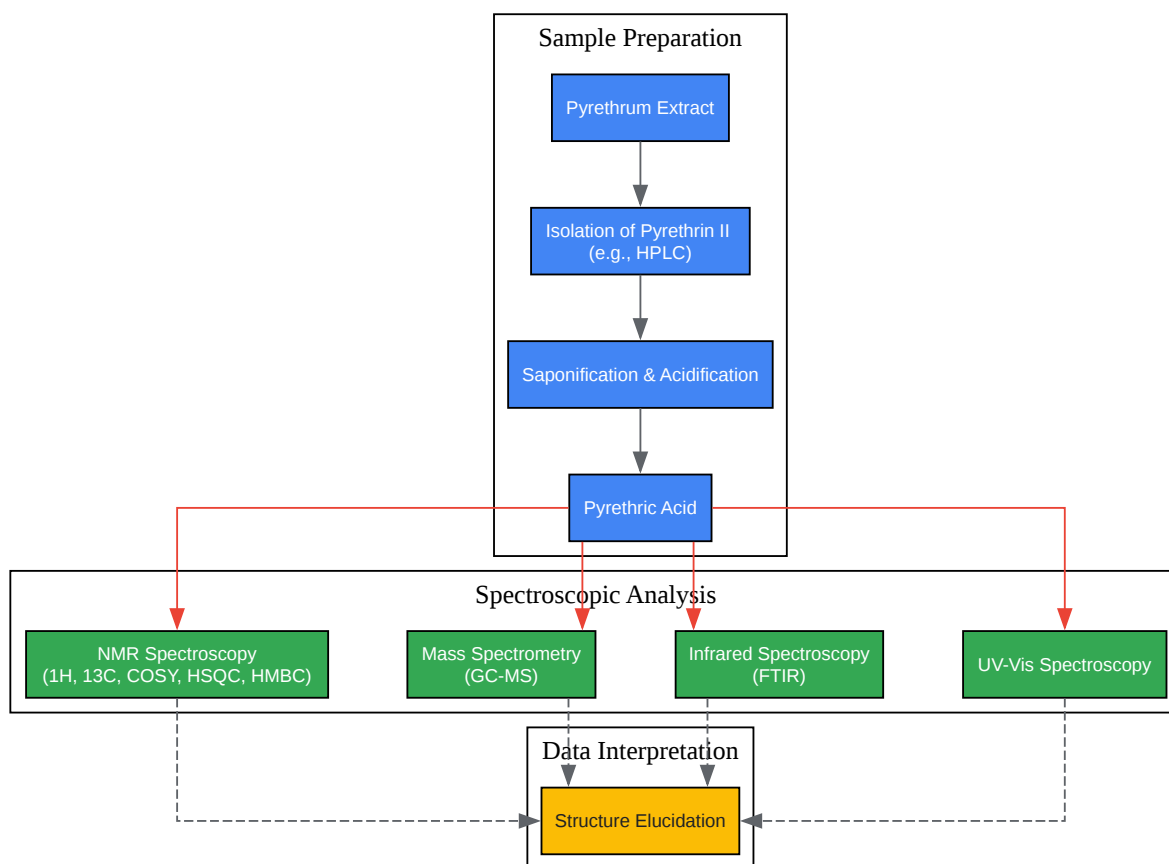 Sample Preparation
Pyrethrum Extract
Isolation of Pyrethrin II
(e.g., HPLC)
Saponification & Acidification
Pyrethric Acid
Spectroscopic Analysis
NMR Spectroscopy
(1H, 13C, COSY, HSQC, HMBC)
Mass Spectrometry
(GC-MS)
Infrared Spectroscopy
(FTIR)
UV-Vis Spectroscopy
Data Interpretation
Structure Elucidation